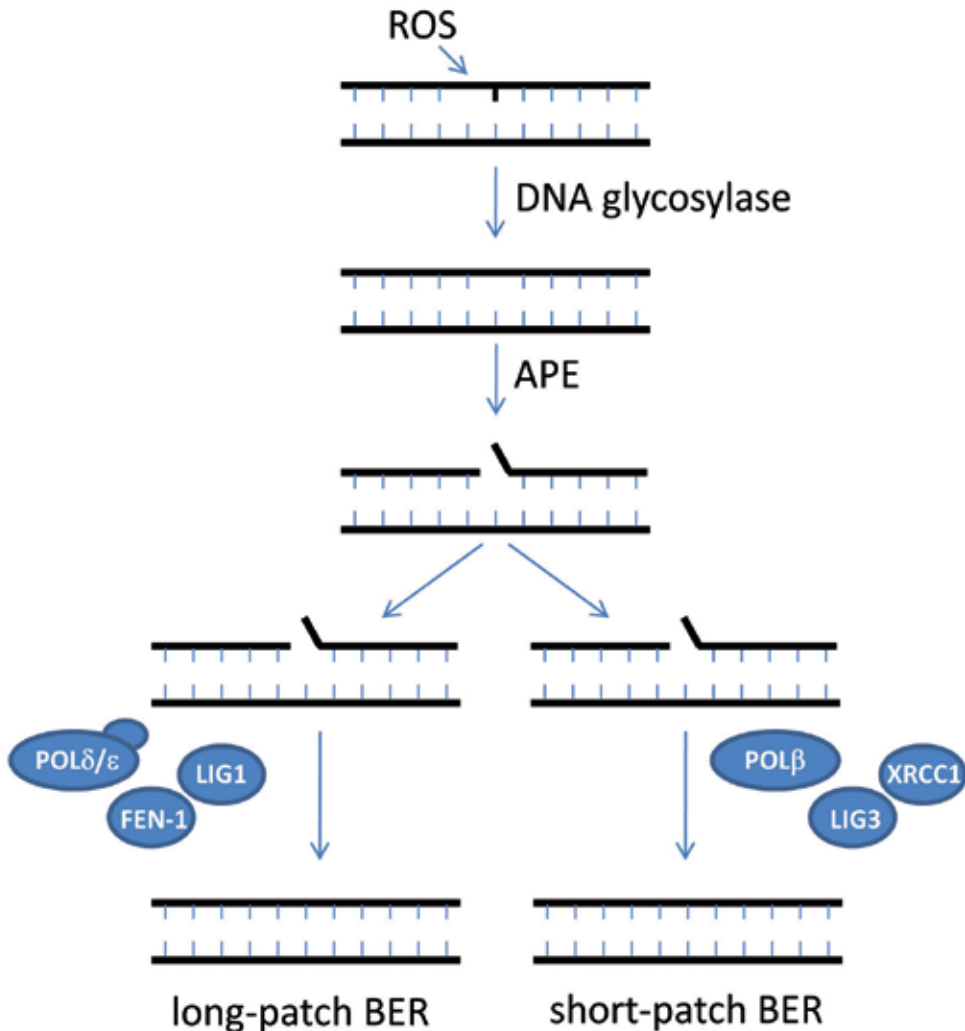 ROS
DNA glycosylase
APE
POLδ/ε
LIG1
FEN-1
POLβ
XRCC1
LIG3
long-patch BER
short-patch BER